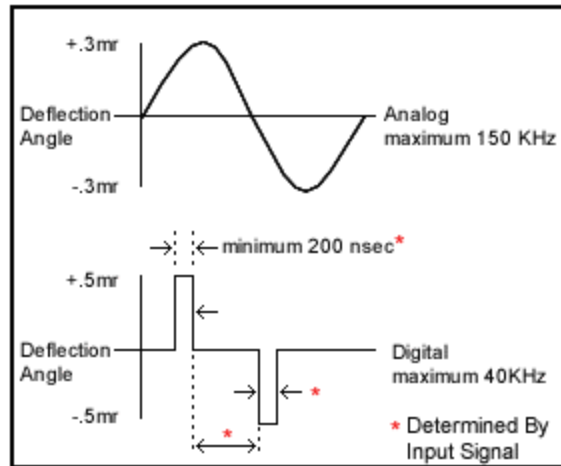 +.3mr
Deflection
Angle
Analog
maximum 150 KHz
-.3mr
minimum 200 nsec*
+.5mr
Deflection
Angle
Digital
maximum 40KHz
*
-.5mr
*
* Determined By
Input Signal